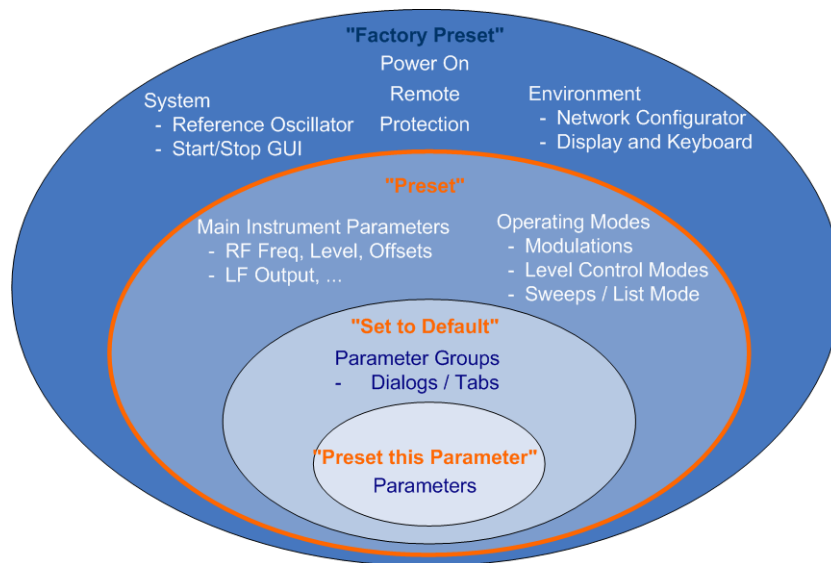 "Factory Preset"
Power On
Remote
Protection
System
- Reference Oscillator
- Start/Stop GUI
Environment
- Network Configurator
- Display and Keyboard
"Preset"
Main Instrument Parameters
- RF Freq, Level, Offsets
- LF Output, ...
Operating Modes
- Modulations
- Level Control Modes
- Sweeps / List Mode
"Set to Default"
Parameter Groups
- Dialogs / Tabs
"Preset this Parameter"
Parameters